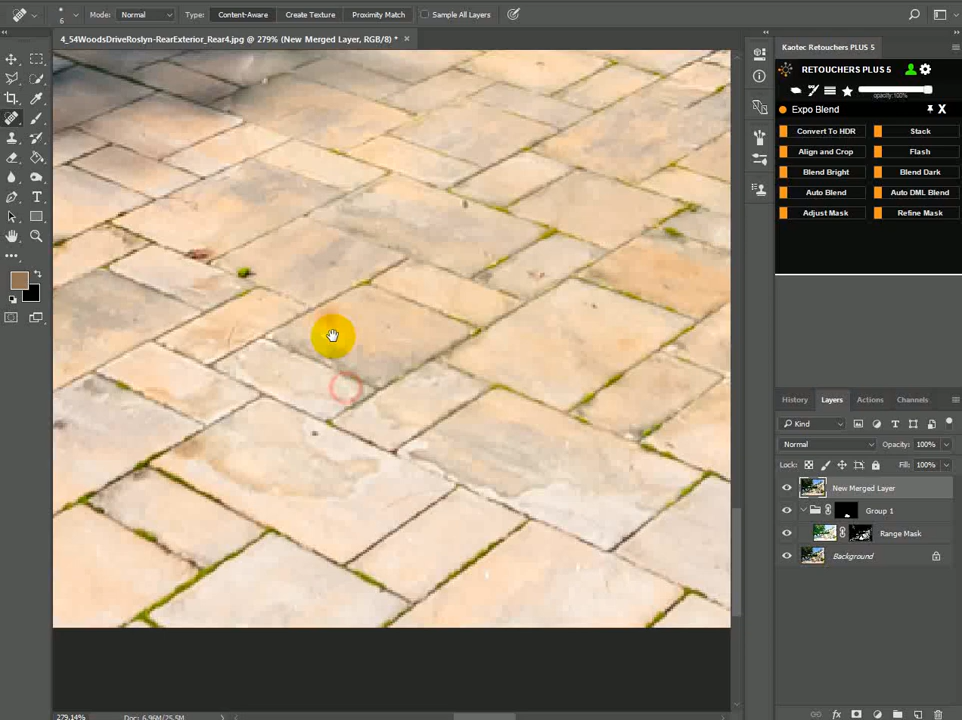 6 Mode: Normal Type: Content-Aware Create Texture Proximity Match Sample All Layers
4_54WoodsDriveRoslyn-RearExterior_Rear4.jpg @ 279% (New Merged Layer, RGB/8) * ×
Kaotec Retouchers PLUS 5
RETOUCHERS PLUS 5
opacity:100%
Expo Blend X
Convert To HDR Stack
Align and Crop Flash
Blend Bright Blend Dark
Auto Blend Auto DML Blend
Adjust Mask Refine Mask
History Layers Actions Channels
Kind
Normal Opacity: 100%
Lock: Fill: 100%
New Merged Layer
Group 1
Range Mask
Background
279.14% Doc: 6.96M/25.5M
fx